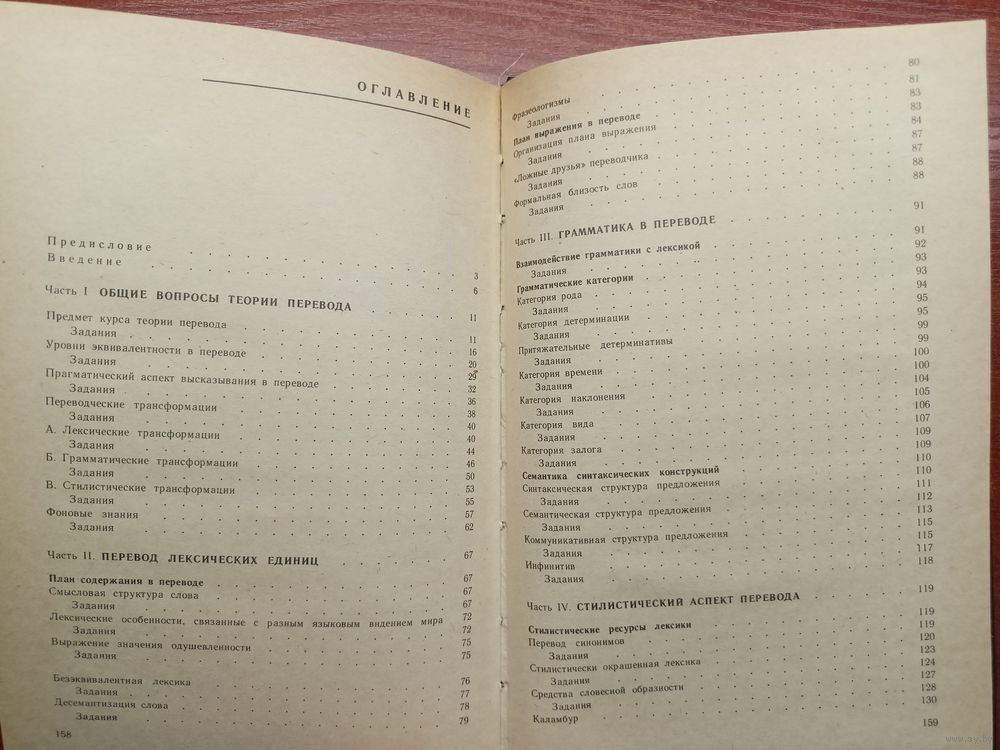 ОГЛАВЛЕНИЕ
Предисловие 3
Введение 6
Часть I ОБЩИЕ ВОПРОСЫ ТЕОРИИ ПЕРЕВОДА 11
Предмет курса теории перевода 11
Задания 16
Уровни эквивалентности в переводе 20
Задания 29
Прагматический аспект высказывания в переводе 32
Задания 36
Переводческие трансформации 38
Задания 40
А. Лексические трансформации 40
Задания 44
Б. Грамматические трансформации 46
Задания 50
В. Стилистические трансформации 53
Задания 55
Фоновые знания 57
Задания 62
Часть II. ПЕРЕВОД ЛЕКСИЧЕСКИХ ЕДИНИЦ 67
План содержания в переводе 67
Смысловая структура слова 67
Задания 67
Лексические особенности, связанные с разным языковым видением мира 72
Задания 72
Выражение значения одушевленности 75
Задания 75
Безэквивалентная лексика 76
Задания 77
Десемантизация слова 78
Задания 79
158
Фразеологизмы 80
Задания 81
План выражения в переводе 83
Организация плана выражения 83
Задания 84
«Ложные друзья» переводчика 87
Задания 87
Формальная близость слов 88
Задания 88
Часть III. ГРАММАТИКА В ПЕРЕВОДЕ 91
Взаимодействие грамматики с лексикой 91
Задания 92
Грамматические категории 93
Категория рода 93
Задания 94
Категория детерминации 95
Задания 95
Притяжательные детерминативы 99
Задания 99
Категория времени 100
Задания 100
Категория наклонения 104
Задания 105
Категория вида 106
Задания 107
Категория залога 109
Задания 109
Семантика синтаксических конструкций 110
Синтаксическая структура предложения 110
Задания 111
Семантическая структура предложения 112
Задания 113
Коммуникативная структура предложения 115
Задания 115
Инфинитив 117
Задания 118
Часть IV. СТИЛИСТИЧЕСКИЙ АСПЕКТ ПЕРЕВОДА 119
Стилистические ресурсы лексики 119
Перевод синонимов 119
Задания 120
Стилистически окрашенная лексика 123
Задания 124
Средства словесной образности 127
Задания 128
Каламбур 130
159
www.ay.by